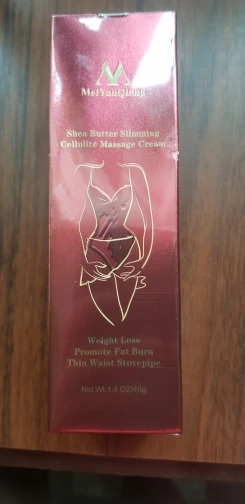 MeiYanQiong
Shea Butter Slimming
Cellulite Massage Cream
Weight Loss
Promote Fat Burn
Thin Waist Stovepipe
Net Wt:1.4 OZ/40g